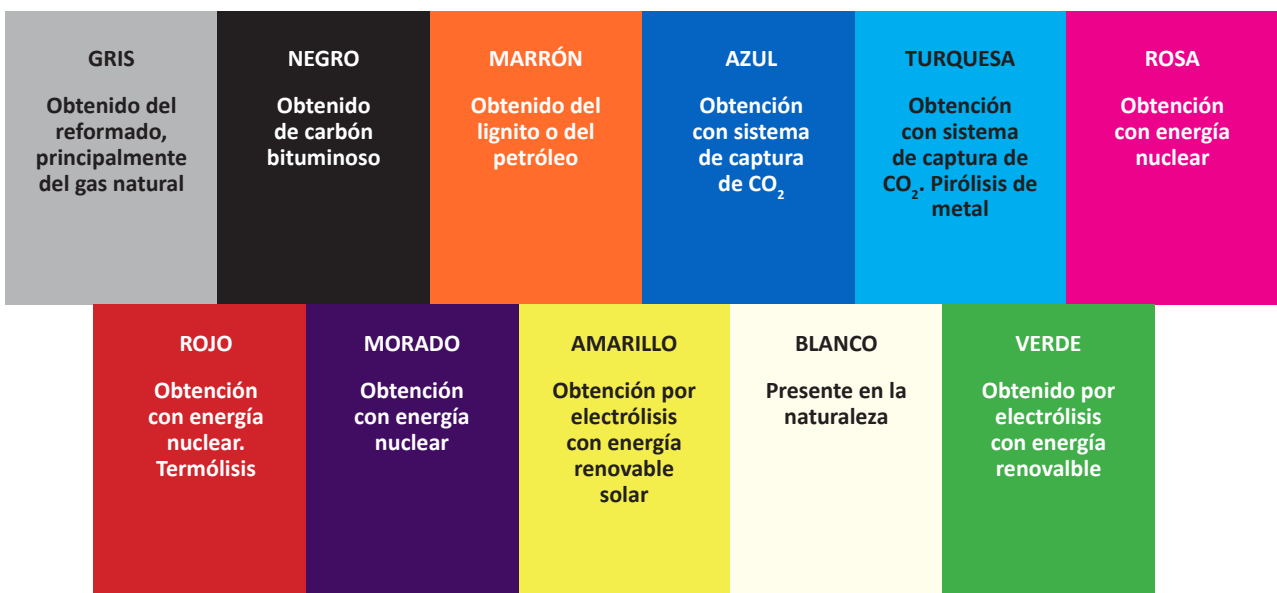 GRIS
Obtenido del
reformado,
principalmente
del gas natural
NEGRO
Obtenido
de carbón
bituminoso
MARRÓN
Obtenido del
lignito o del
petróleo
AZUL
Obtención
con sistema
de captura
de CO₂
TURQUESA
Obtención
con sistema
de captura de
CO₂. Pirólisis de
metal
ROSA
Obtención
con energía
nuclear
ROJO
Obtención
con energía
nuclear.
Termólisis
MORADO
Obtención
con energía
nuclear
AMARILLO
Obtención por
electrólisis
con energía
renovable
solar
BLANCO
Presente en la
naturaleza
VERDE
Obtenido por
electrólisis
con energía
renovalble